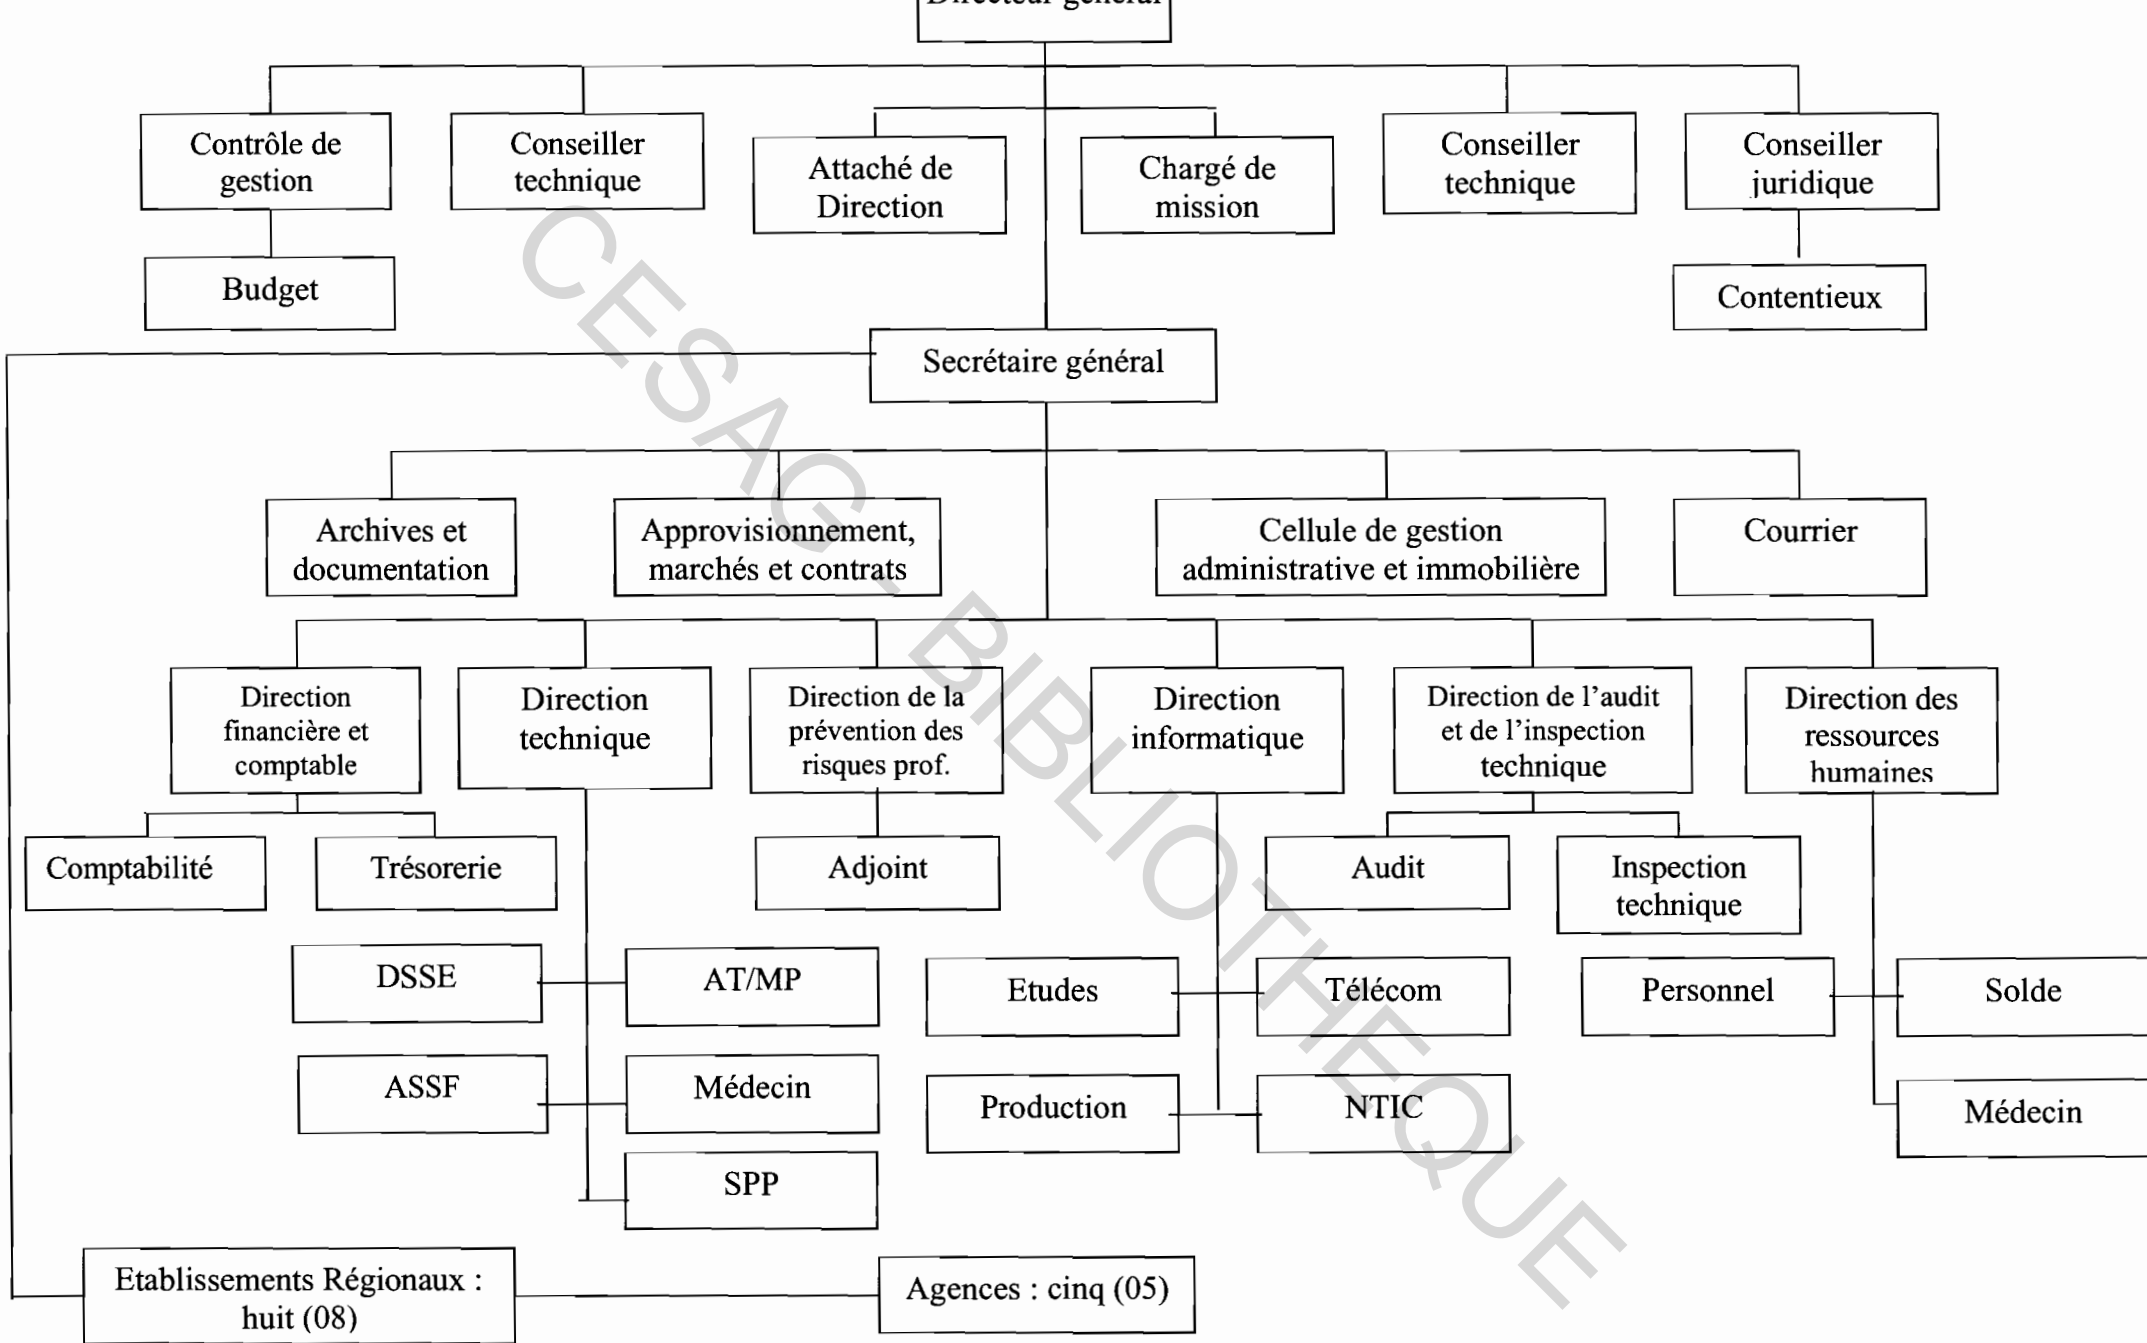 Directeur général
Contrôle de
gestion
Conseiller
technique
Attaché de
Direction
Chargé de
mission
Conseiller
technique
Conseiller
juridique
Budget
Contentieux
Secrétaire général
Archives et
documentation
Approvisionnement,
marchés et contrats
Cellule de gestion
administrative et immobilière
Courrier
Direction
financière et
comptable
Direction
technique
Direction de la
prévention des
risques prof.
Direction
informatique
Direction de l’audit
et de l’inspection
technique
Direction des
ressources
humaines
Comptabilité
Trésorerie
Adjoint
Audit
Inspection
technique
DSSE
AT/MP
Etudes
Télécom
Personnel
Solde
ASSF
Médecin
Production
NTIC
Médecin
SPP
Etablissements Régionaux :
huit (08)
Agences : cinq (05)
CESAG - BIBLIOTHEQUE